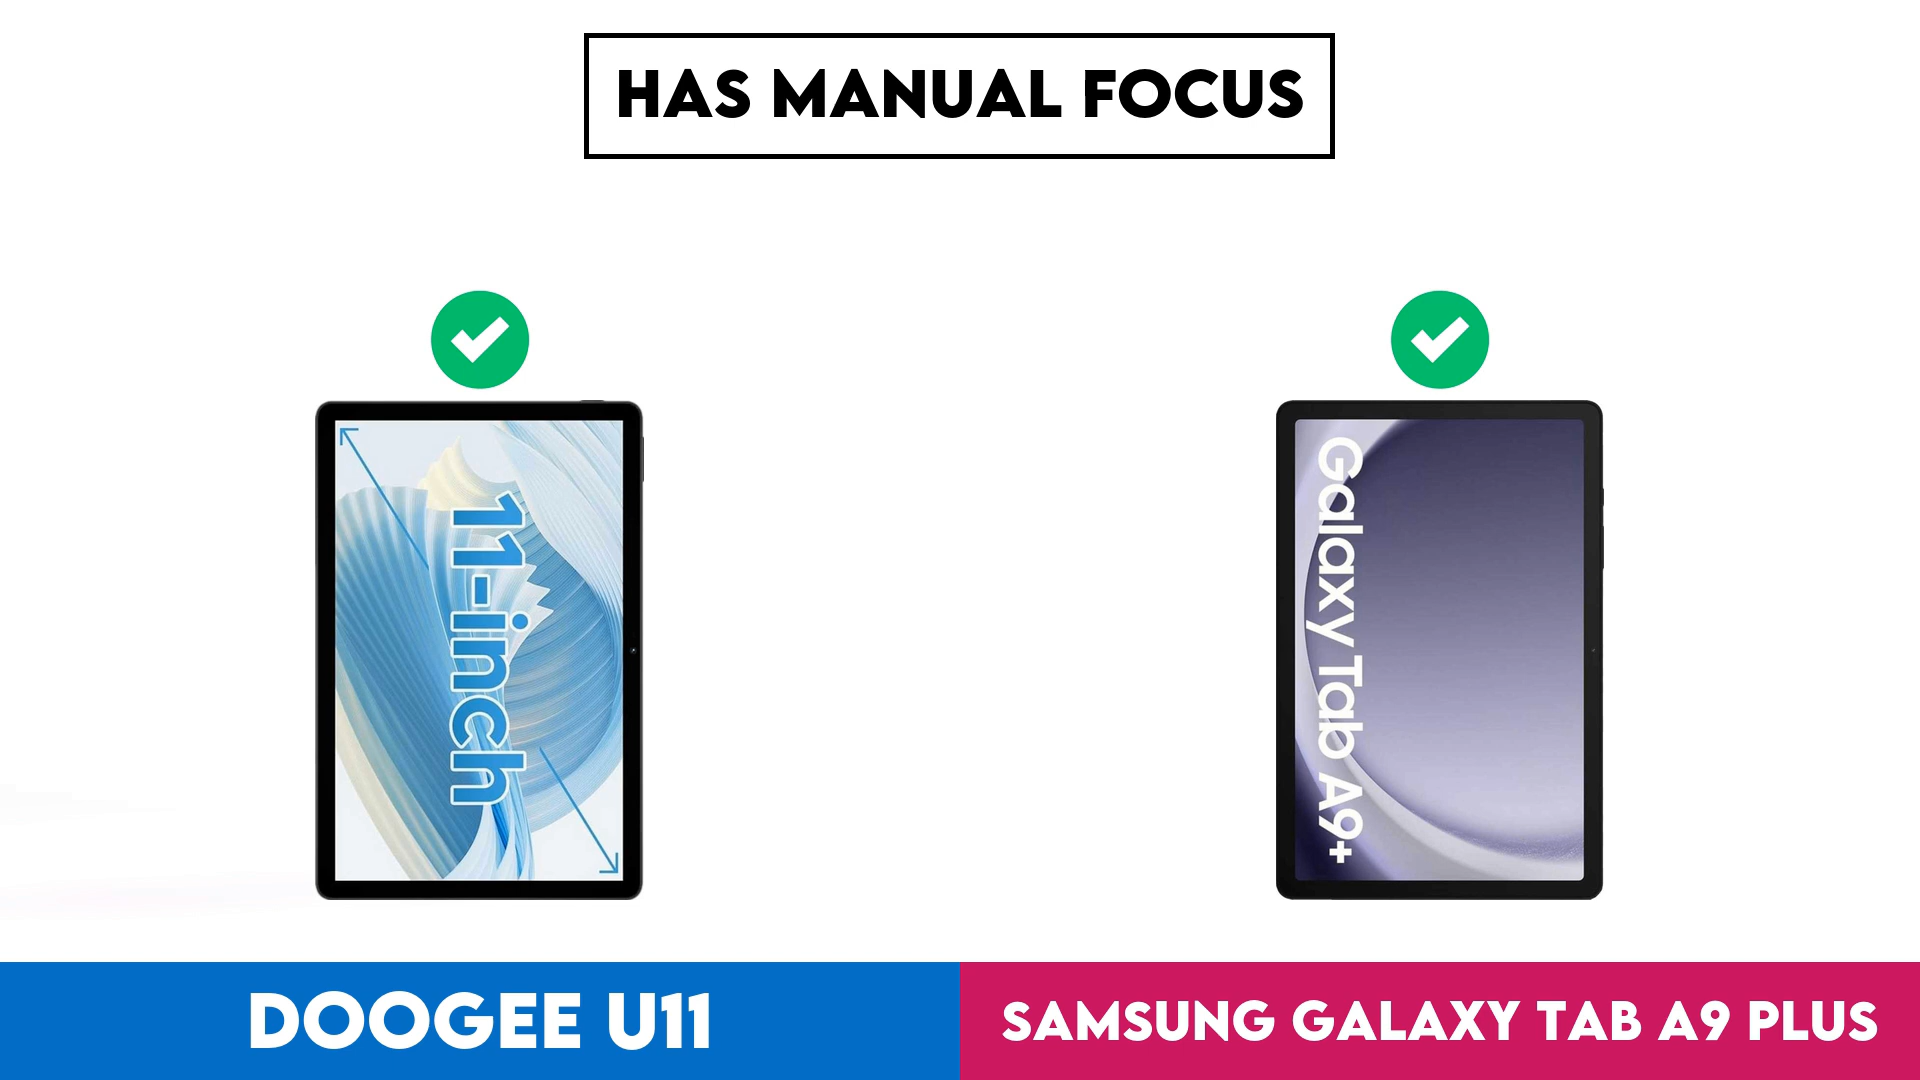 HAS MANUAL FOCUS
11-inch
Galaxy Tab A9+
DOOGEE U11
SAMSUNG GALAXY TAB A9 PLUS